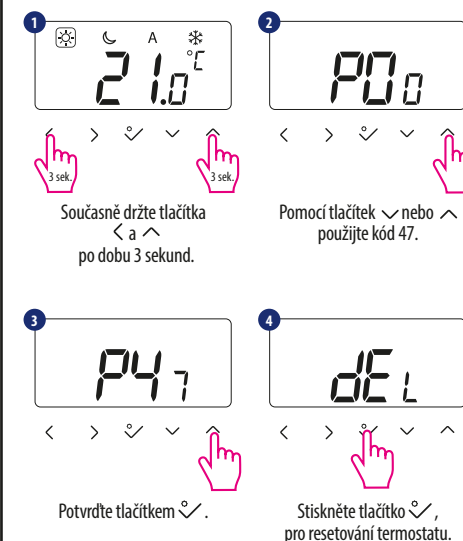 1
A
21.0 °C
3 sek.
3 sek.
Současně držte tlačítka
< a ^
po dobu 3 sekund.
2
P00
Pomocí tlačítek ⌵ nebo ^
použijte kód 47.
3
P47
Potvrďte tlačítkem °✓.
4
dEL
Stiskněte tlačítko °✓,
pro resetování termostatu.